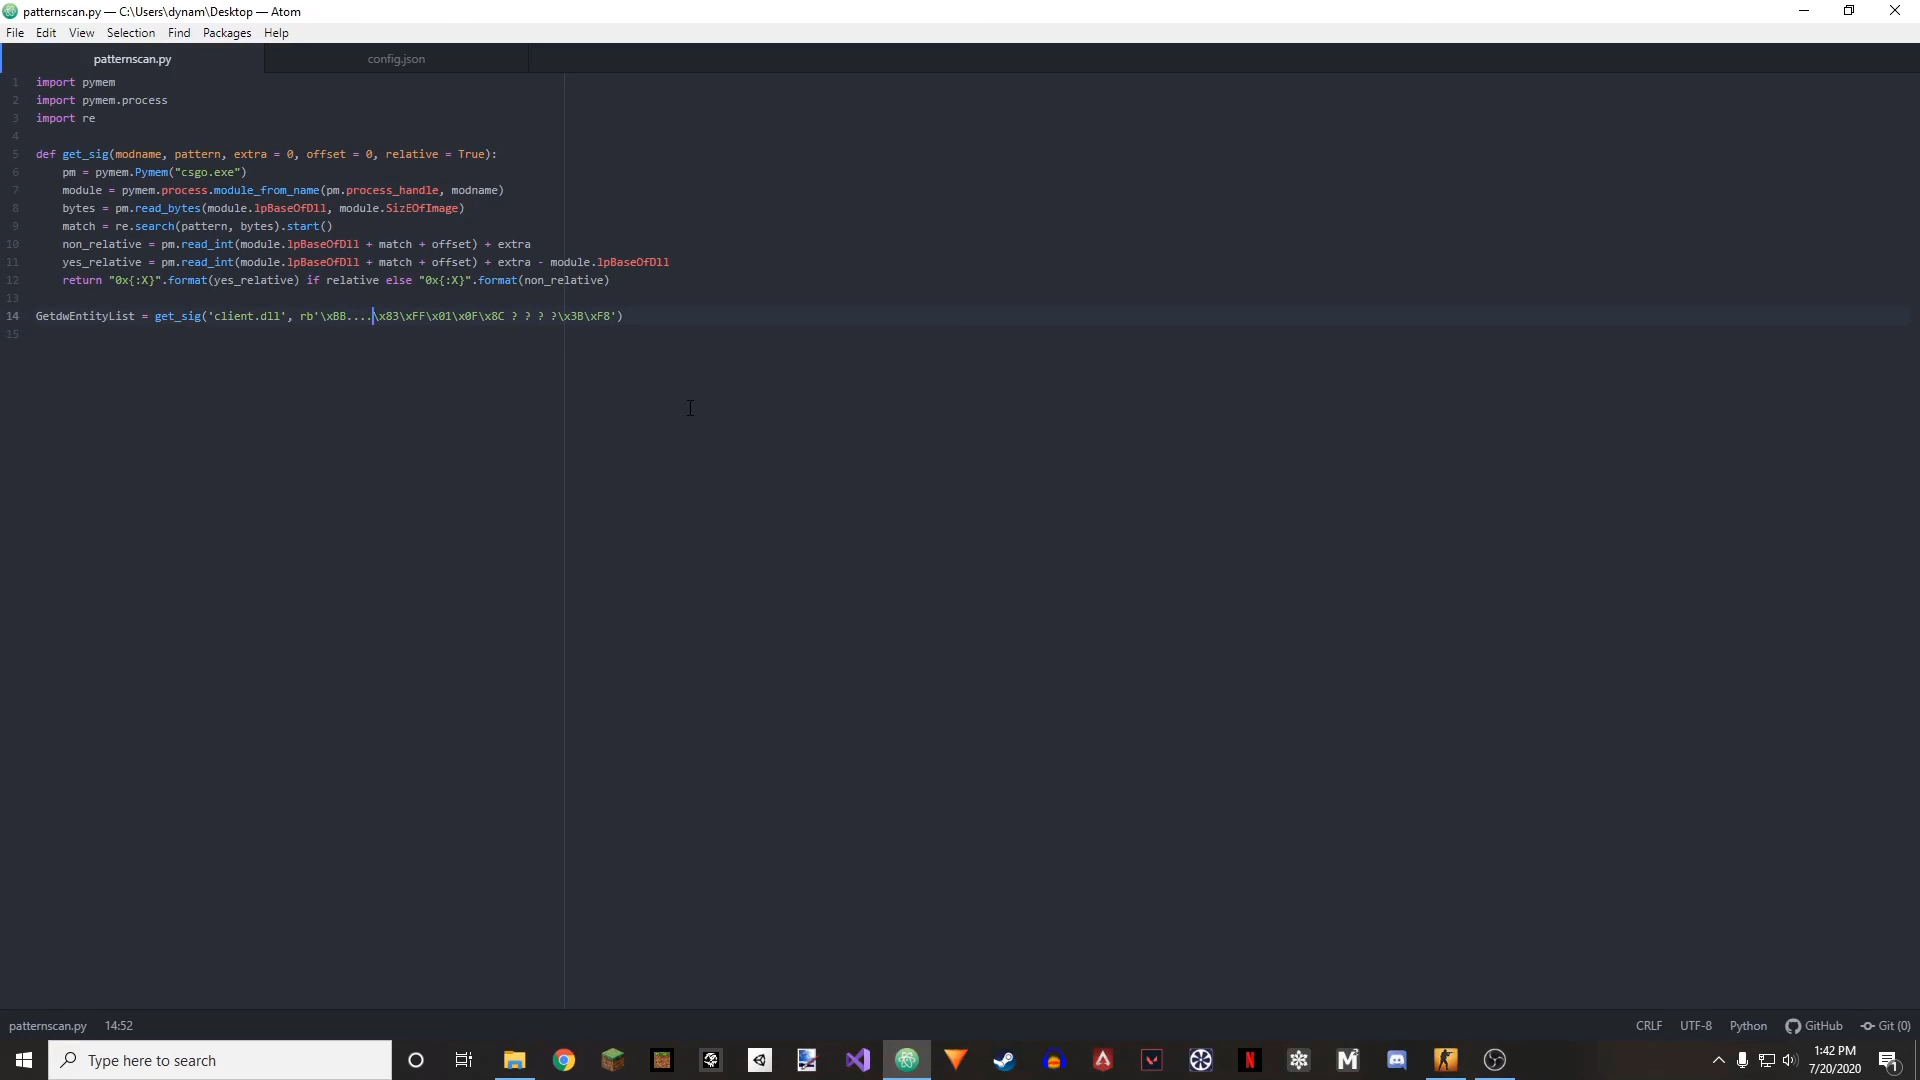 patternscan.py — C:\Users\dynam\Desktop — Atom
File Edit View Selection Find Packages Help
patternscan.py config.json
1 import pymem
2 import pymem.process
3 import re
4
5 def get_sig(modname, pattern, extra = 0, offset = 0, relative = True):
6 pm = pymem.Pymem("csgo.exe")
7 module = pymem.process.module_from_name(pm.process_handle, modname)
8 bytes = pm.read_bytes(module.lpBaseOfDll, module.SizEOfImage)
9 match = re.search(pattern, bytes).start()
10 non_relative = pm.read_int(module.lpBaseOfDll + match + offset) + extra
11 yes_relative = pm.read_int(module.lpBaseOfDll + match + offset) + extra - module.lpBaseOfDll
12 return "0x{:X}".format(yes_relative) if relative else "0x{:X}".format(non_relative)
13
14 GetdwEntityList = get_sig('client.dll', rb'\xBB....\x83\xFF\x01\x0F\x8C ? ? ? ?\x3B\xF8')
15
patternscan.py 14:52 CRLF UTF-8 Python GitHub Git (0)
Type here to search
1:42 PM
7/20/2020
1